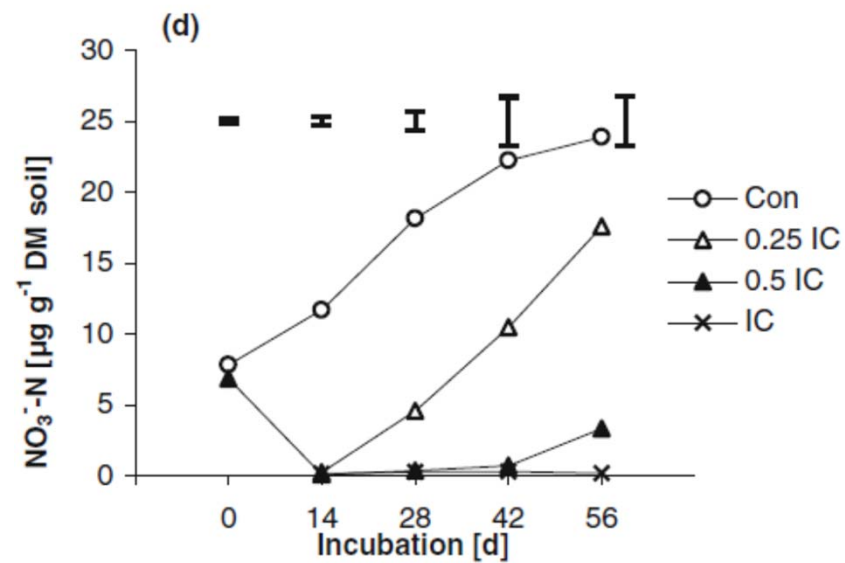 (d)
30
25
20
15
10
5
0
NO₃⁻-N [µg g⁻¹ DM soil]
0 14 28 42 56
Incubation [d]
Con
0.25 IC
0.5 IC
IC